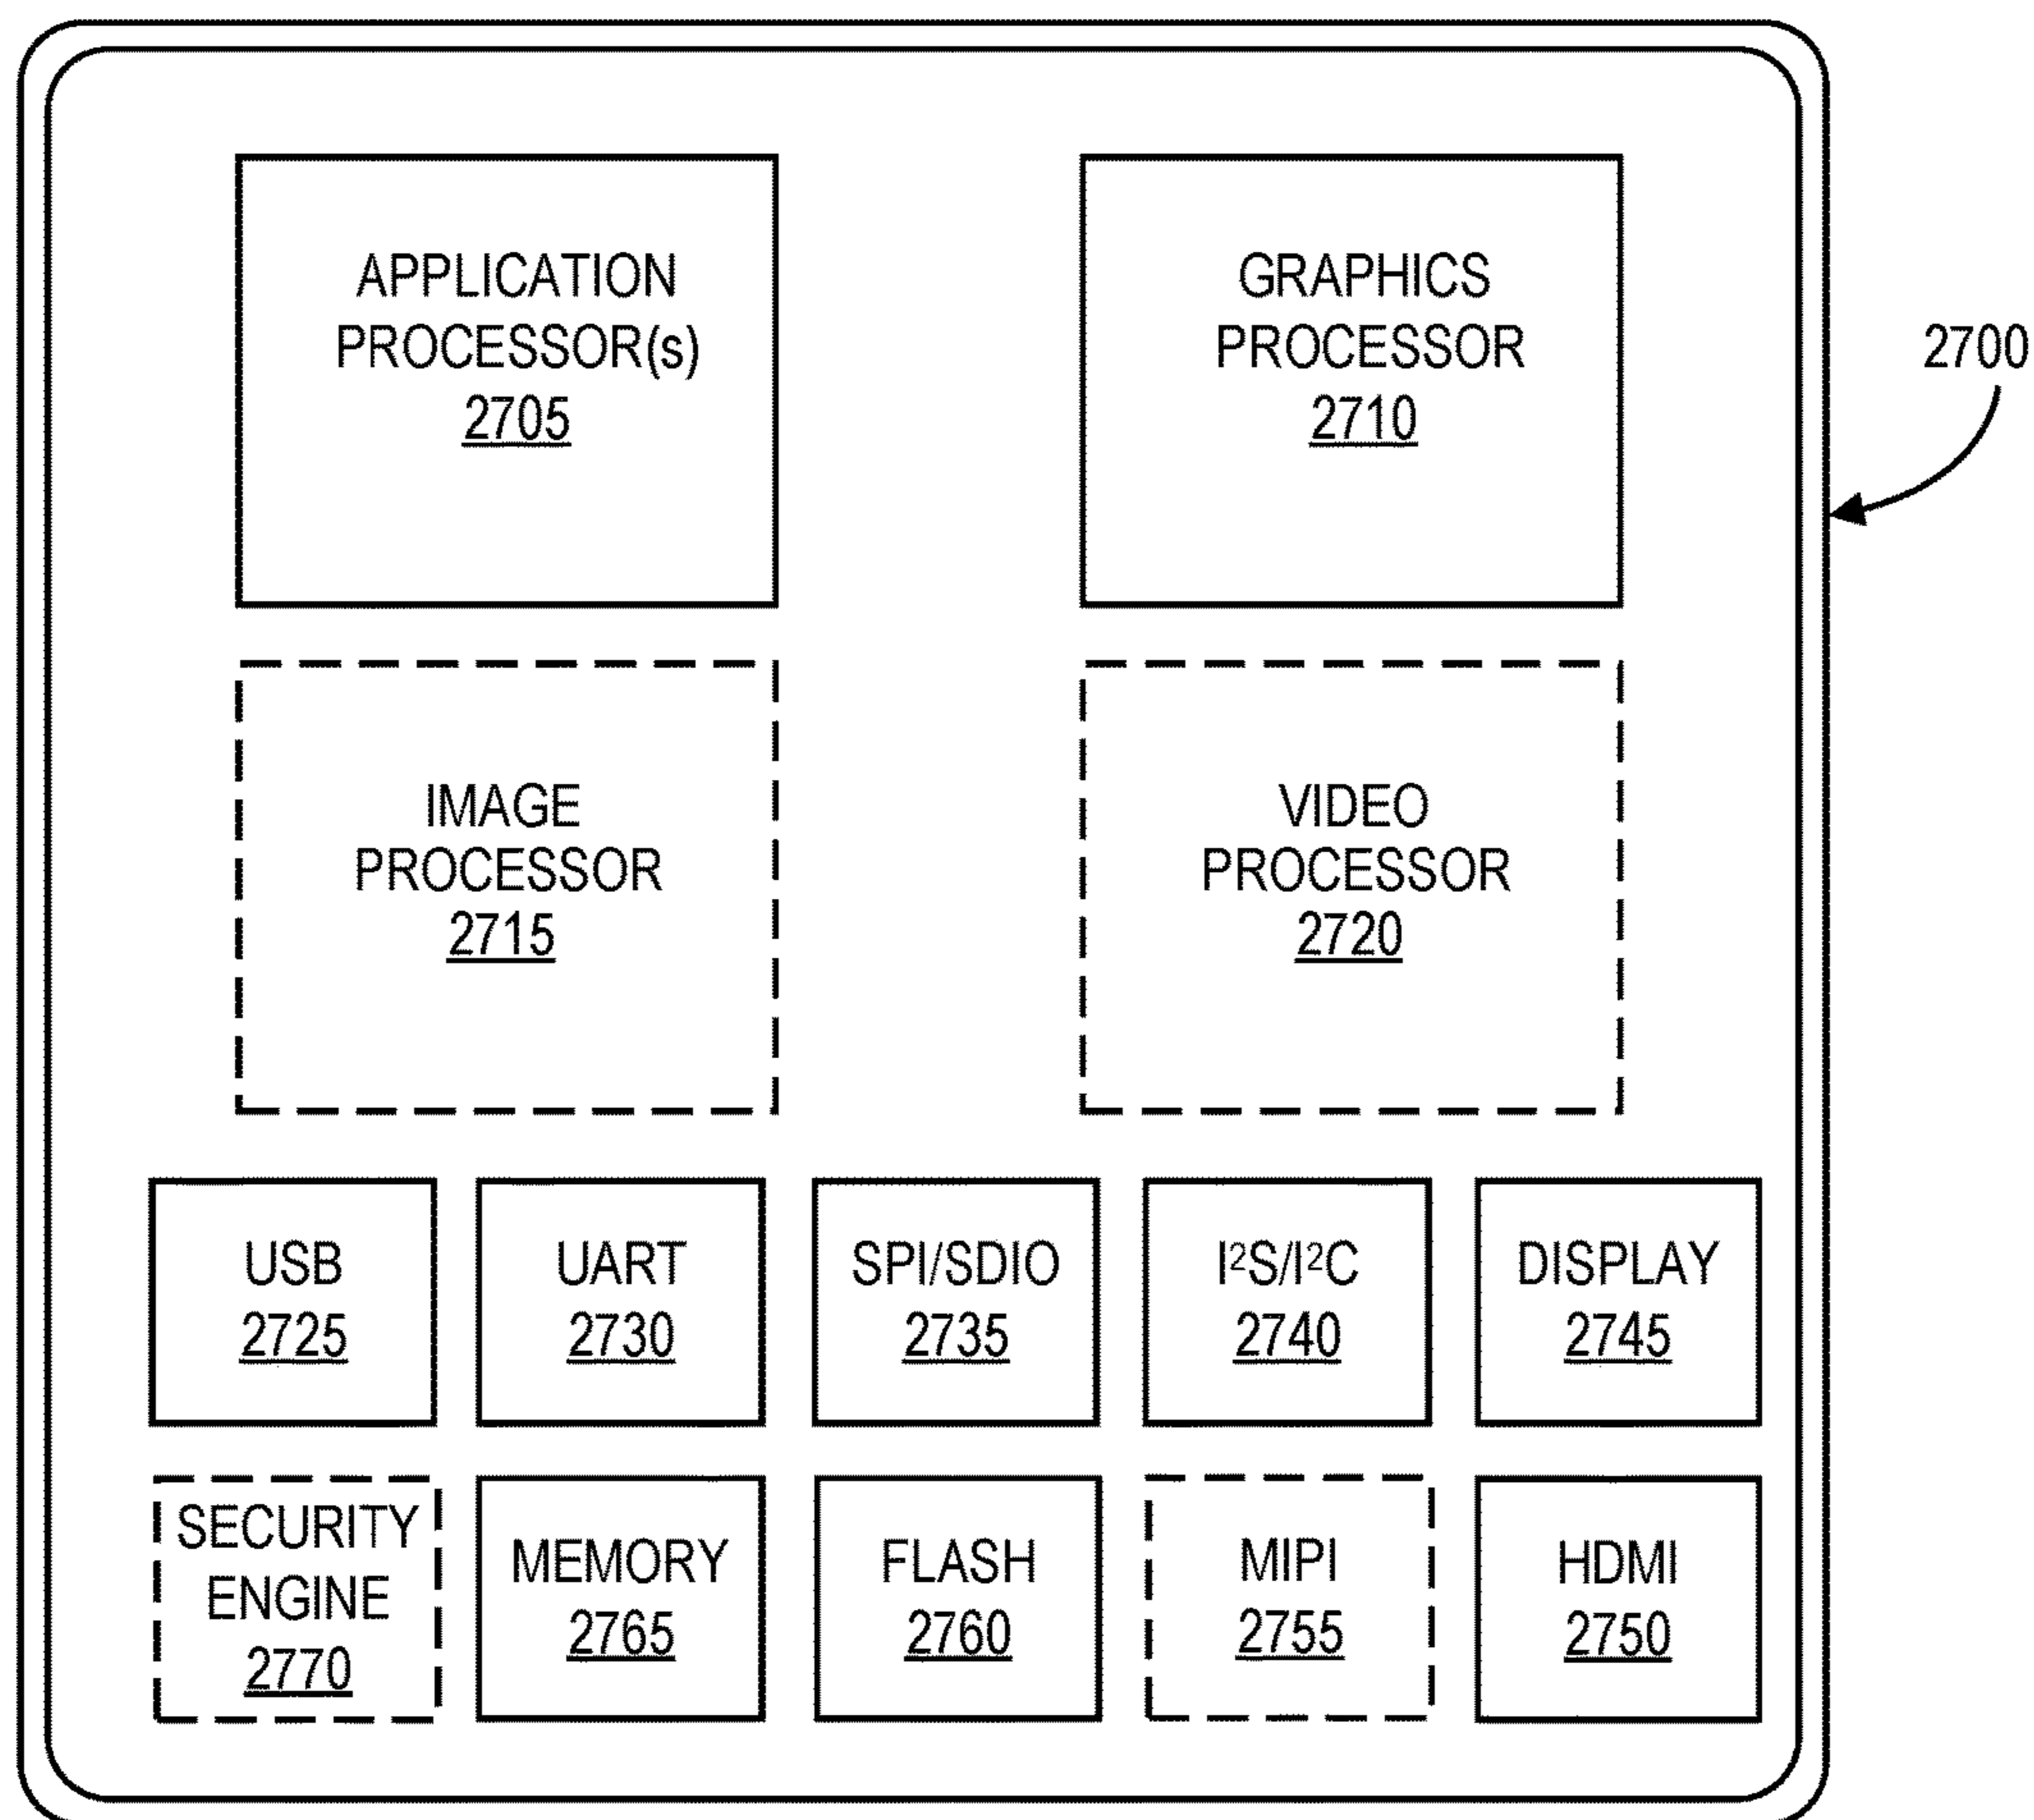 APPLICATION
PROCESSOR(s)
2705
GRAPHICS
PROCESSOR
2710
2700
IMAGE
PROCESSOR
2715
VIDEO
PROCESSOR
2720
USB
2725
UART
2730
SPI/SDIO
2735
I²S/I²C
2740
DISPLAY
2745
SECURITY
ENGINE
2770
MEMORY
2765
FLASH
2760
MIPI
2755
HDMI
2750